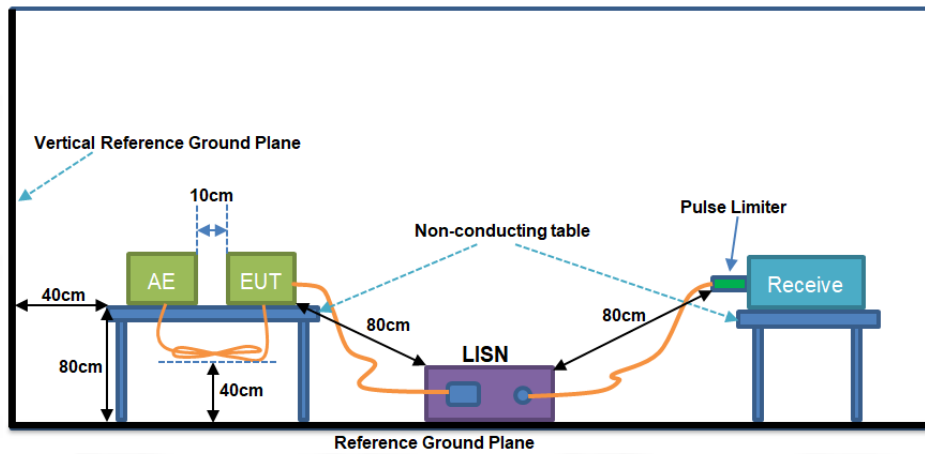 Vertical Reference Ground Plane
10cm
Pulse Limiter
Non-conducting table
AE
EUT
Receive
40cm
80cm
80cm
LISN
80cm
40cm
Reference Ground Plane